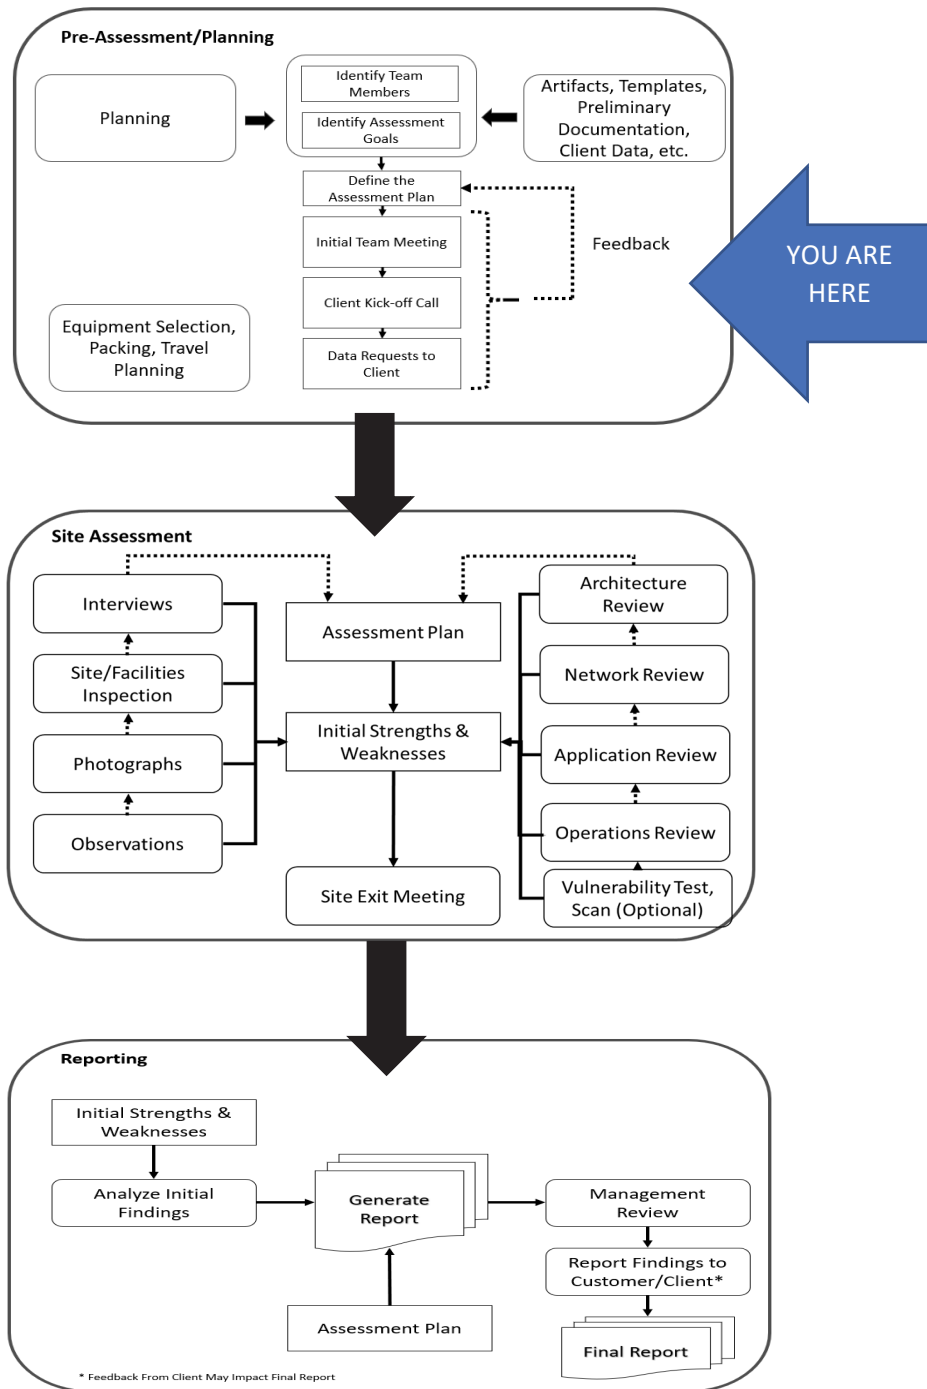 Pre-Assessment/Planning
Planning
Identify Team
Members
Identify Assessment
Goals
Artifacts, Templates,
Preliminary
Documentation,
Client Data, etc.
Define the
Assessment Plan
Initial Team Meeting
Client Kick-off Call
Data Requests to
Client
Feedback
YOU ARE
HERE
Equipment Selection,
Packing, Travel
Planning
Site Assessment
Interviews
Site/Facilities
Inspection
Photographs
Observations
Assessment Plan
Initial Strengths &
Weaknesses
Site Exit Meeting
Architecture
Review
Network Review
Application Review
Operations Review
Vulnerability Test,
Scan (Optional)
Reporting
Initial Strengths &
Weaknesses
Analyze Initial
Findings
Generate
Report
Assessment Plan
Management
Review
Report Findings to
Customer/Client*
Final Report
* Feedback From Client May Impact Final Report